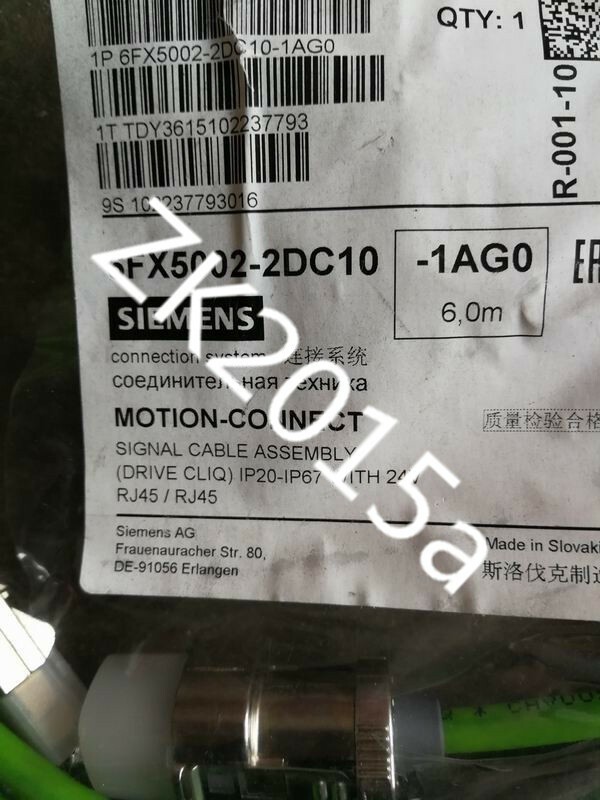 QTY: 1
1P 6FX5002-2DC10-1AG0
1T TDY3615102237793
R-001-10
9S 102237793016
6FX5002-2DC10 -1AG0
6,0m
SIEMENS
connection system 连接系统
соединительная техника
MOTION-CONNECT
质量检验合格
SIGNAL CABLE ASSEMBLY
(DRIVE CLIQ) IP20-IP67 WITH 24V
RJ45 / RJ45
Siemens AG
Frauenauracher Str. 80,
DE-91056 Erlangen
Made in Slovaki
斯洛伐克制造
ZK2015a